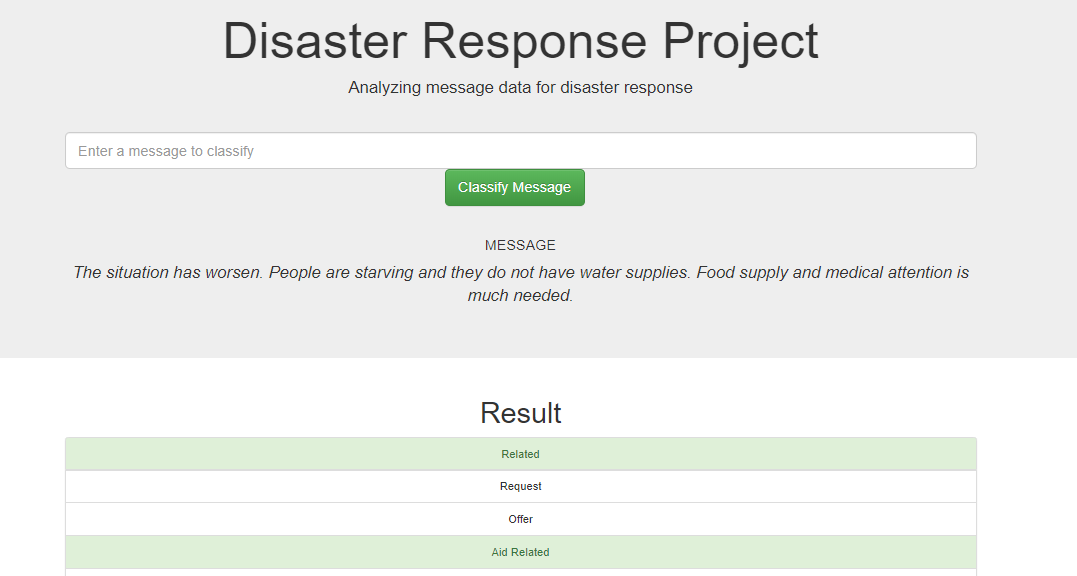 Disaster Response Project
Analyzing message data for disaster response
Enter a message to classify
Classify Message
MESSAGE
The situation has worsen. People are starving and they do not have water supplies. Food supply and medical attention is
much needed.
Result
Related
Request
Offer
Aid Related